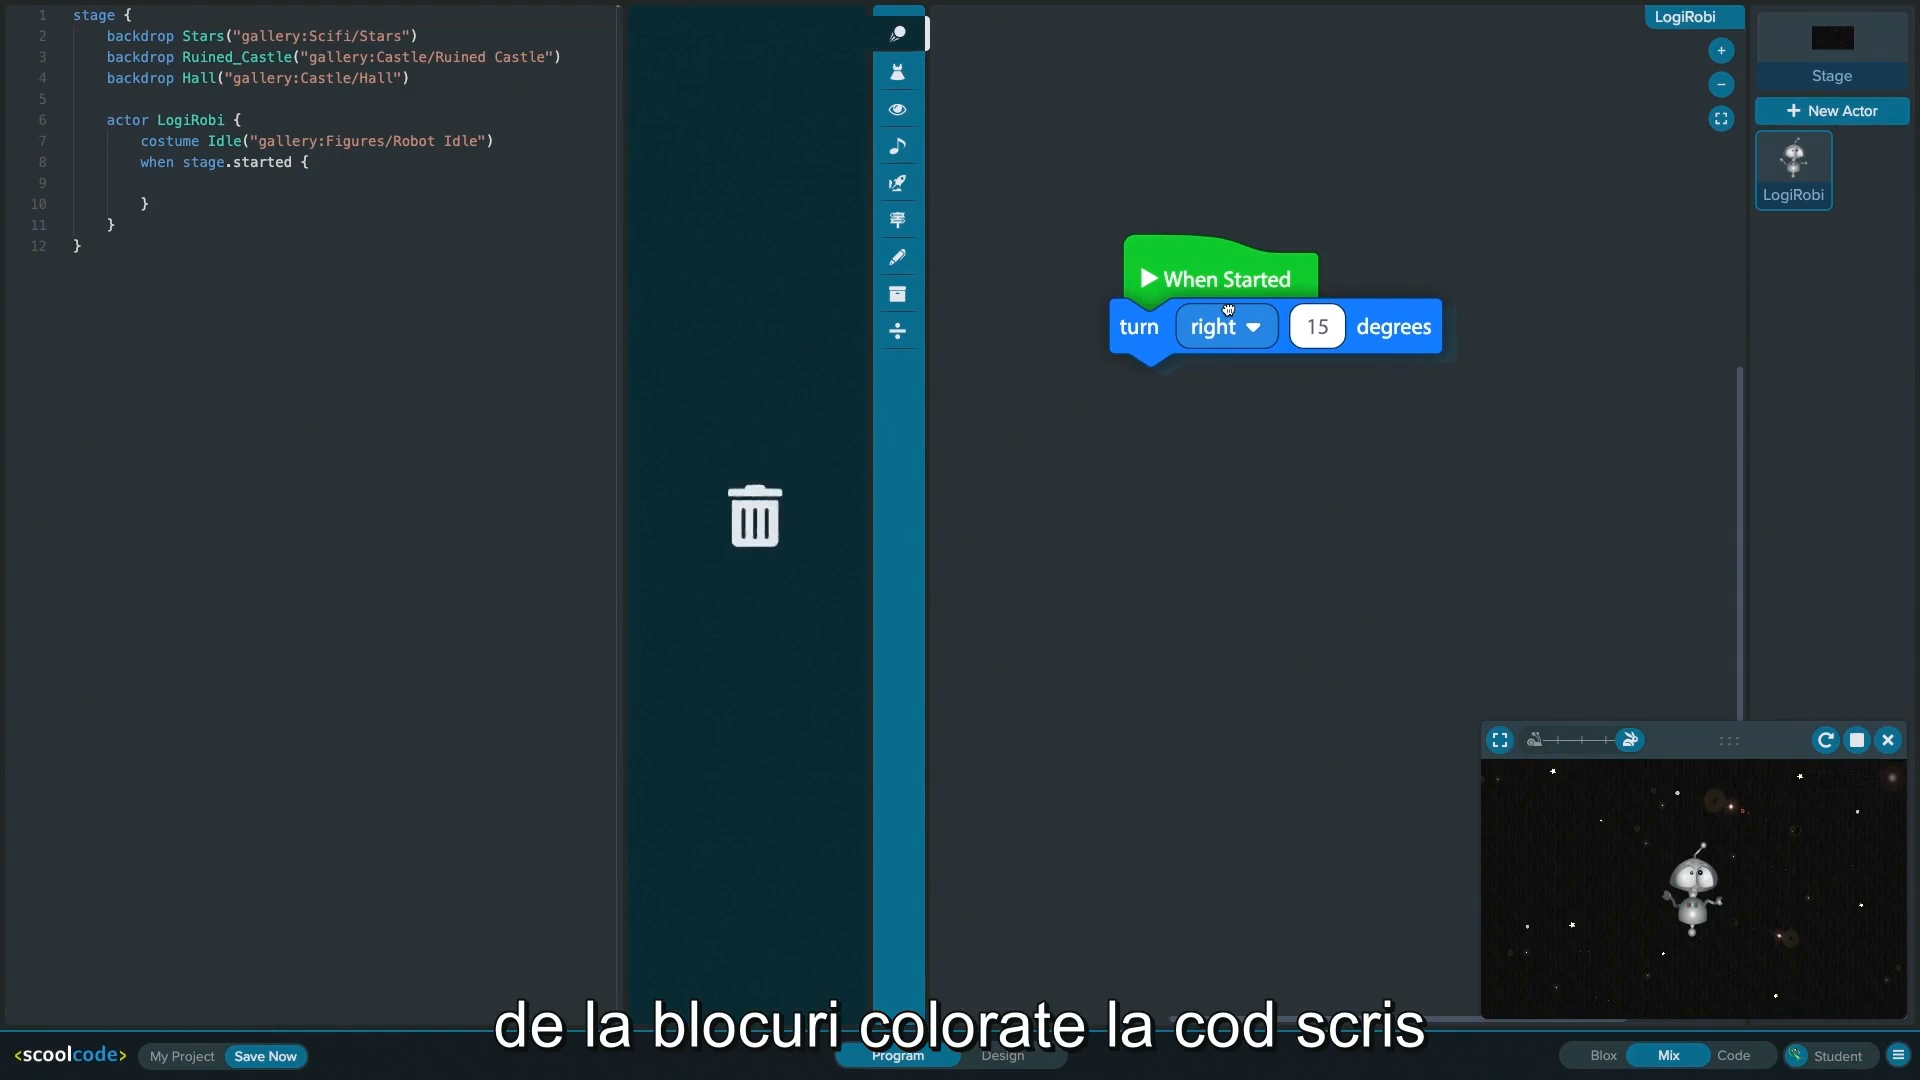 1 stage {
2 backdrop Stars("gallery:Scifi/Stars")
3 backdrop Ruined_Castle("gallery:Castle/Ruined Castle")
4 backdrop Hall("gallery:Castle/Hall")
5
6 actor LogiRobi {
7 costume Idle("gallery:Figures/Robot Idle")
8 when stage.started {
9
10 }
11 }
12 }
When Started
turn right 15 degrees
LogiRobi
+
−
Stage
+ New Actor
LogiRobi
de la blocuri colorate la cod scris
<scoolcode>
My Project
Save Now
Program
Design
Blox
Mix
Code
Student